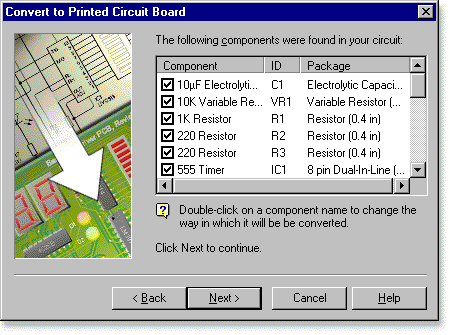 Convert to Printed Circuit Board
The following components were found in your circuit:
Component ID Package
10µF Electrolyti... C1 Electrolytic Capaci...
10K Variable Re... VR1 Variable Resistor (...
1K Resistor R1 Resistor (0.4 in)
220 Resistor R2 Resistor (0.4 in)
220 Resistor R3 Resistor (0.4 in)
555 Timer IC1 8 pin Dual-In-Line (...
Double-click on a component name to change the
way in which it will be be converted.
Click Next to continue.
< Back Next > Cancel Help